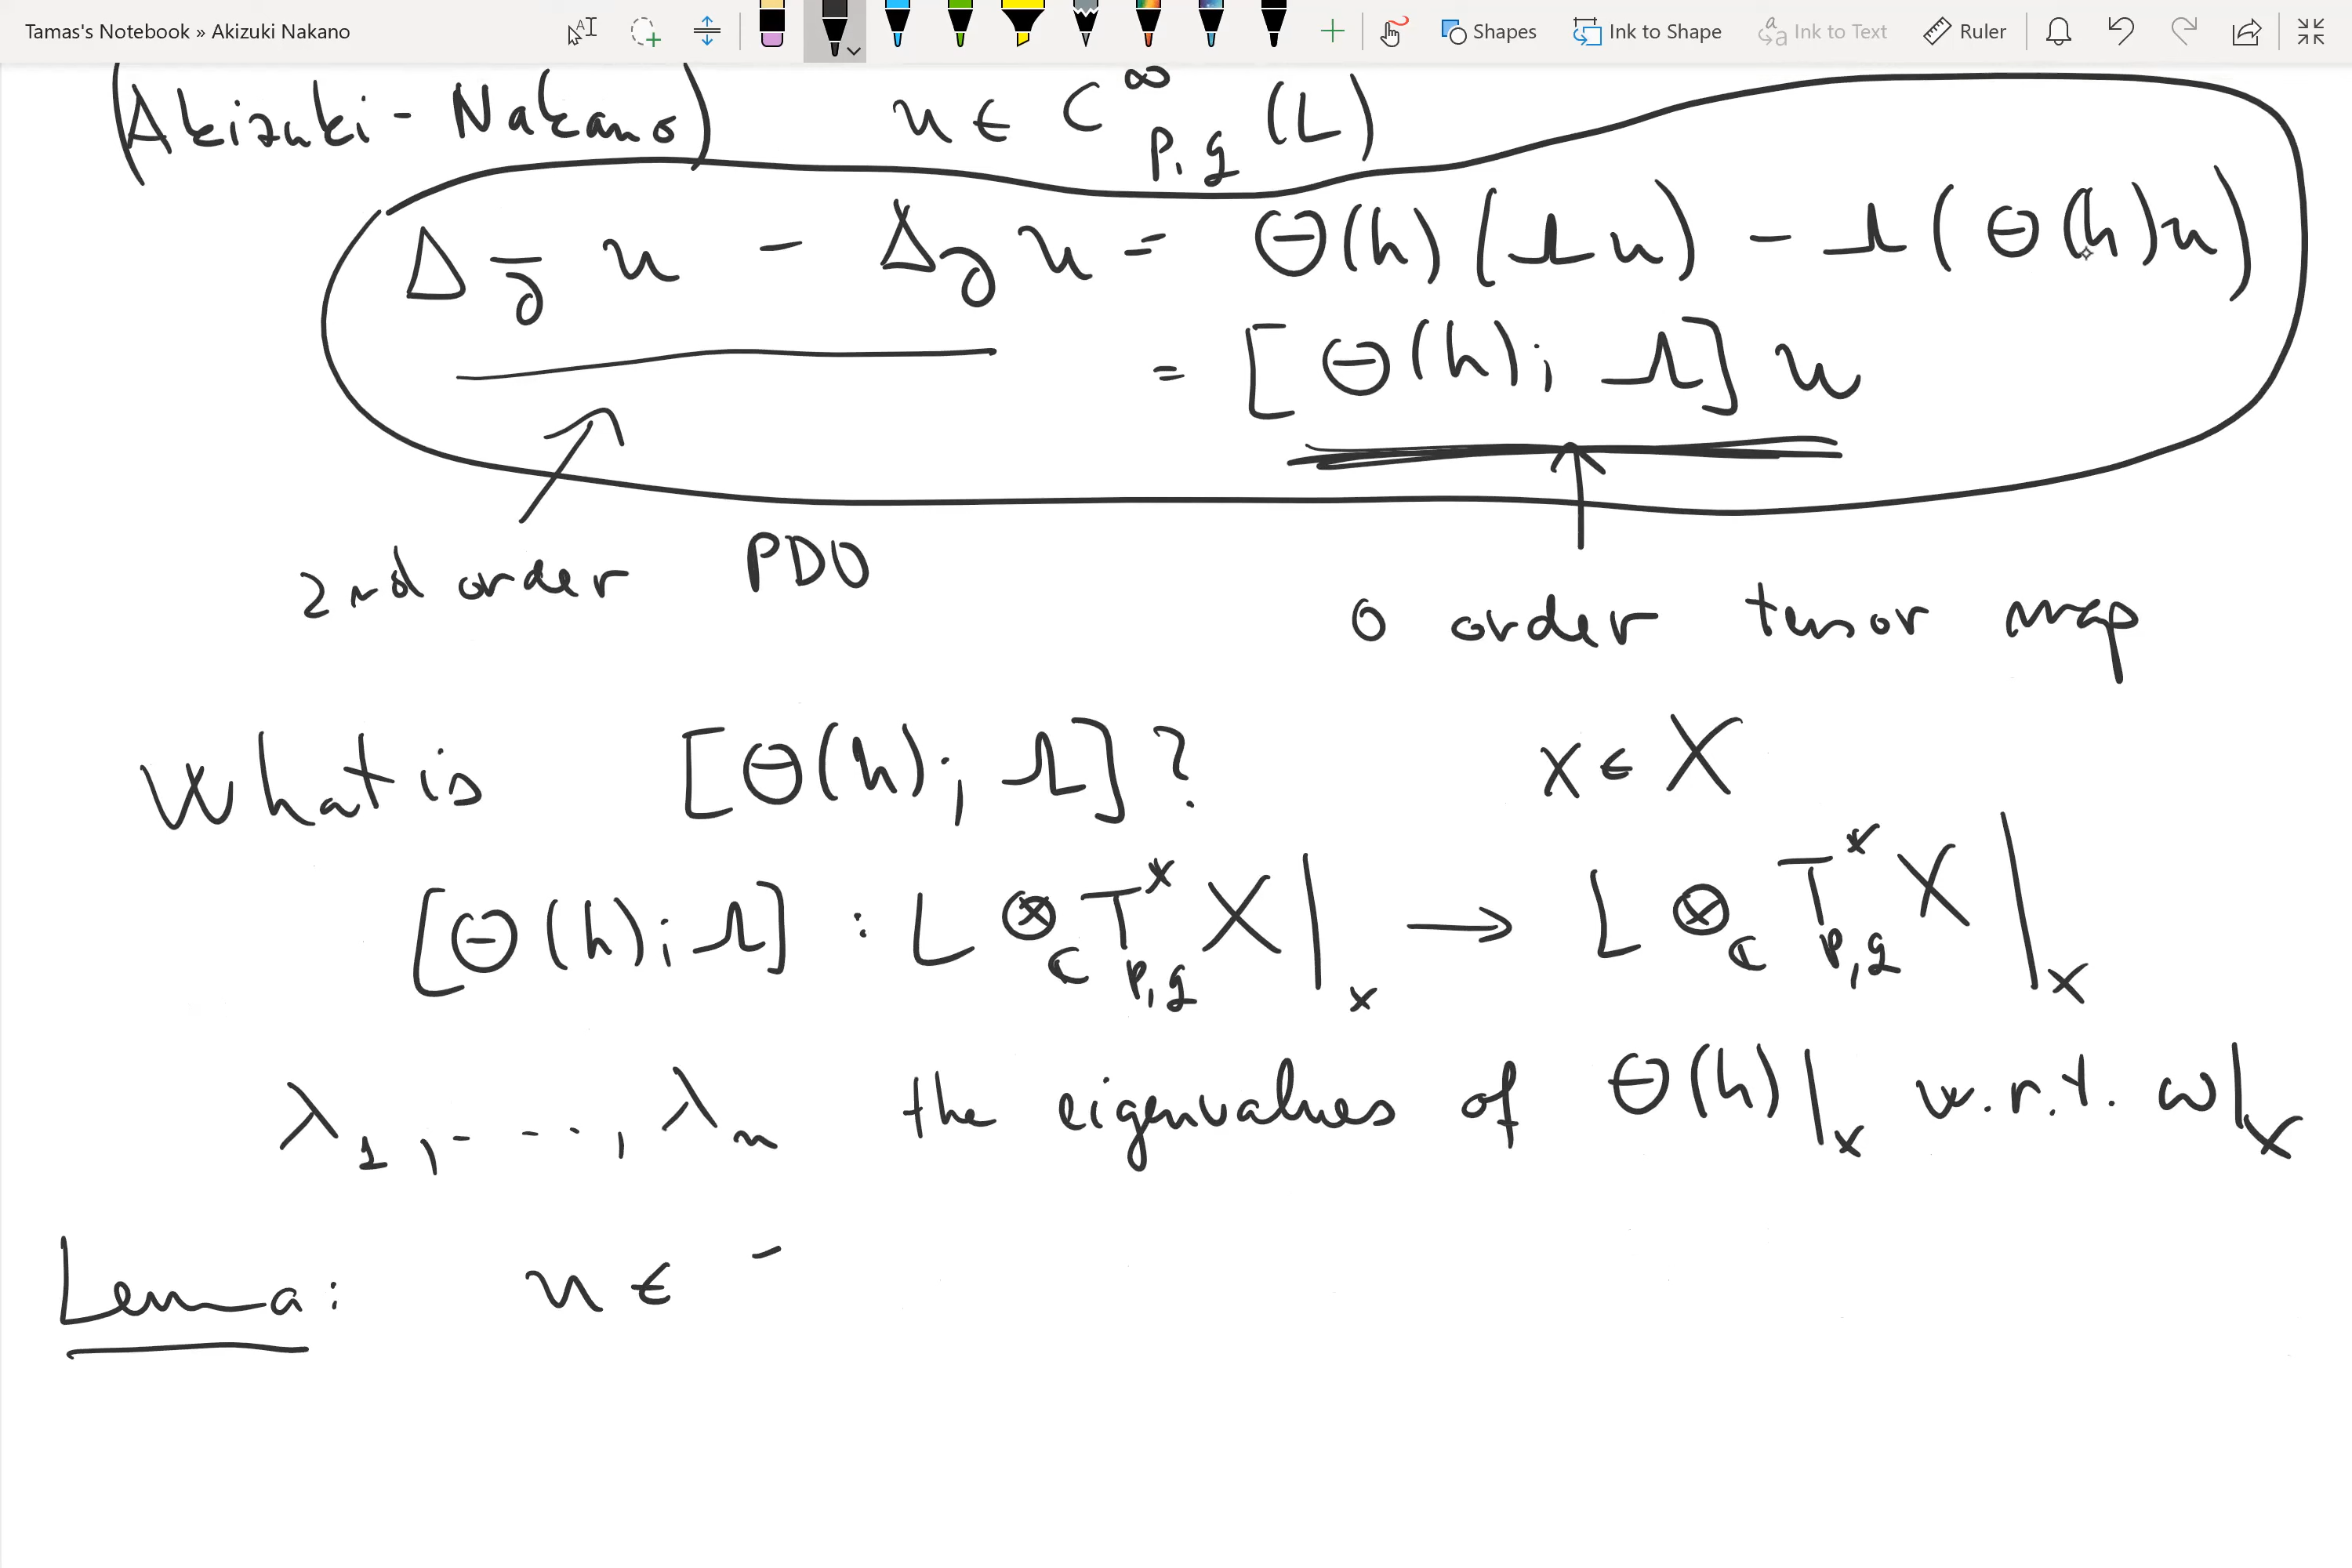 Tamas's Notebook » Akizuki Nakano
Shapes Ink to Shape Ink to Text Ruler
(Akizuki-Nakano) u ∈ C^∞_{p,q}(L)
Δ_{∂̄} u - Δ_∂ u = Θ(h)(Λu) - Λ(Θ(h)u)
= [Θ(h); Λ] u
2nd order PDO
0 order tensor map
What is [Θ(h); Λ]? x ∈ X
[Θ(h); Λ] : L ⊗_ℂ T^*_{p,q} X|_x → L ⊗_ℂ T^*_{p,q} X|_x
λ_1, ..., λ_n the eigenvalues of Θ(h)|_x w.r.t. ω|_x
Lemma: u ∈